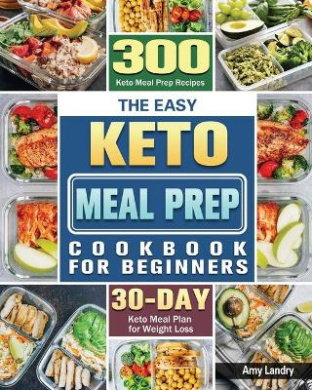 300
Keto Meal Prep Recipes
THE EASY
KETO
MEAL PREP
COOKBOOK
FOR BEGINNERS
30-DAY
Keto Meal Plan
for Weight Loss
Amy Landry